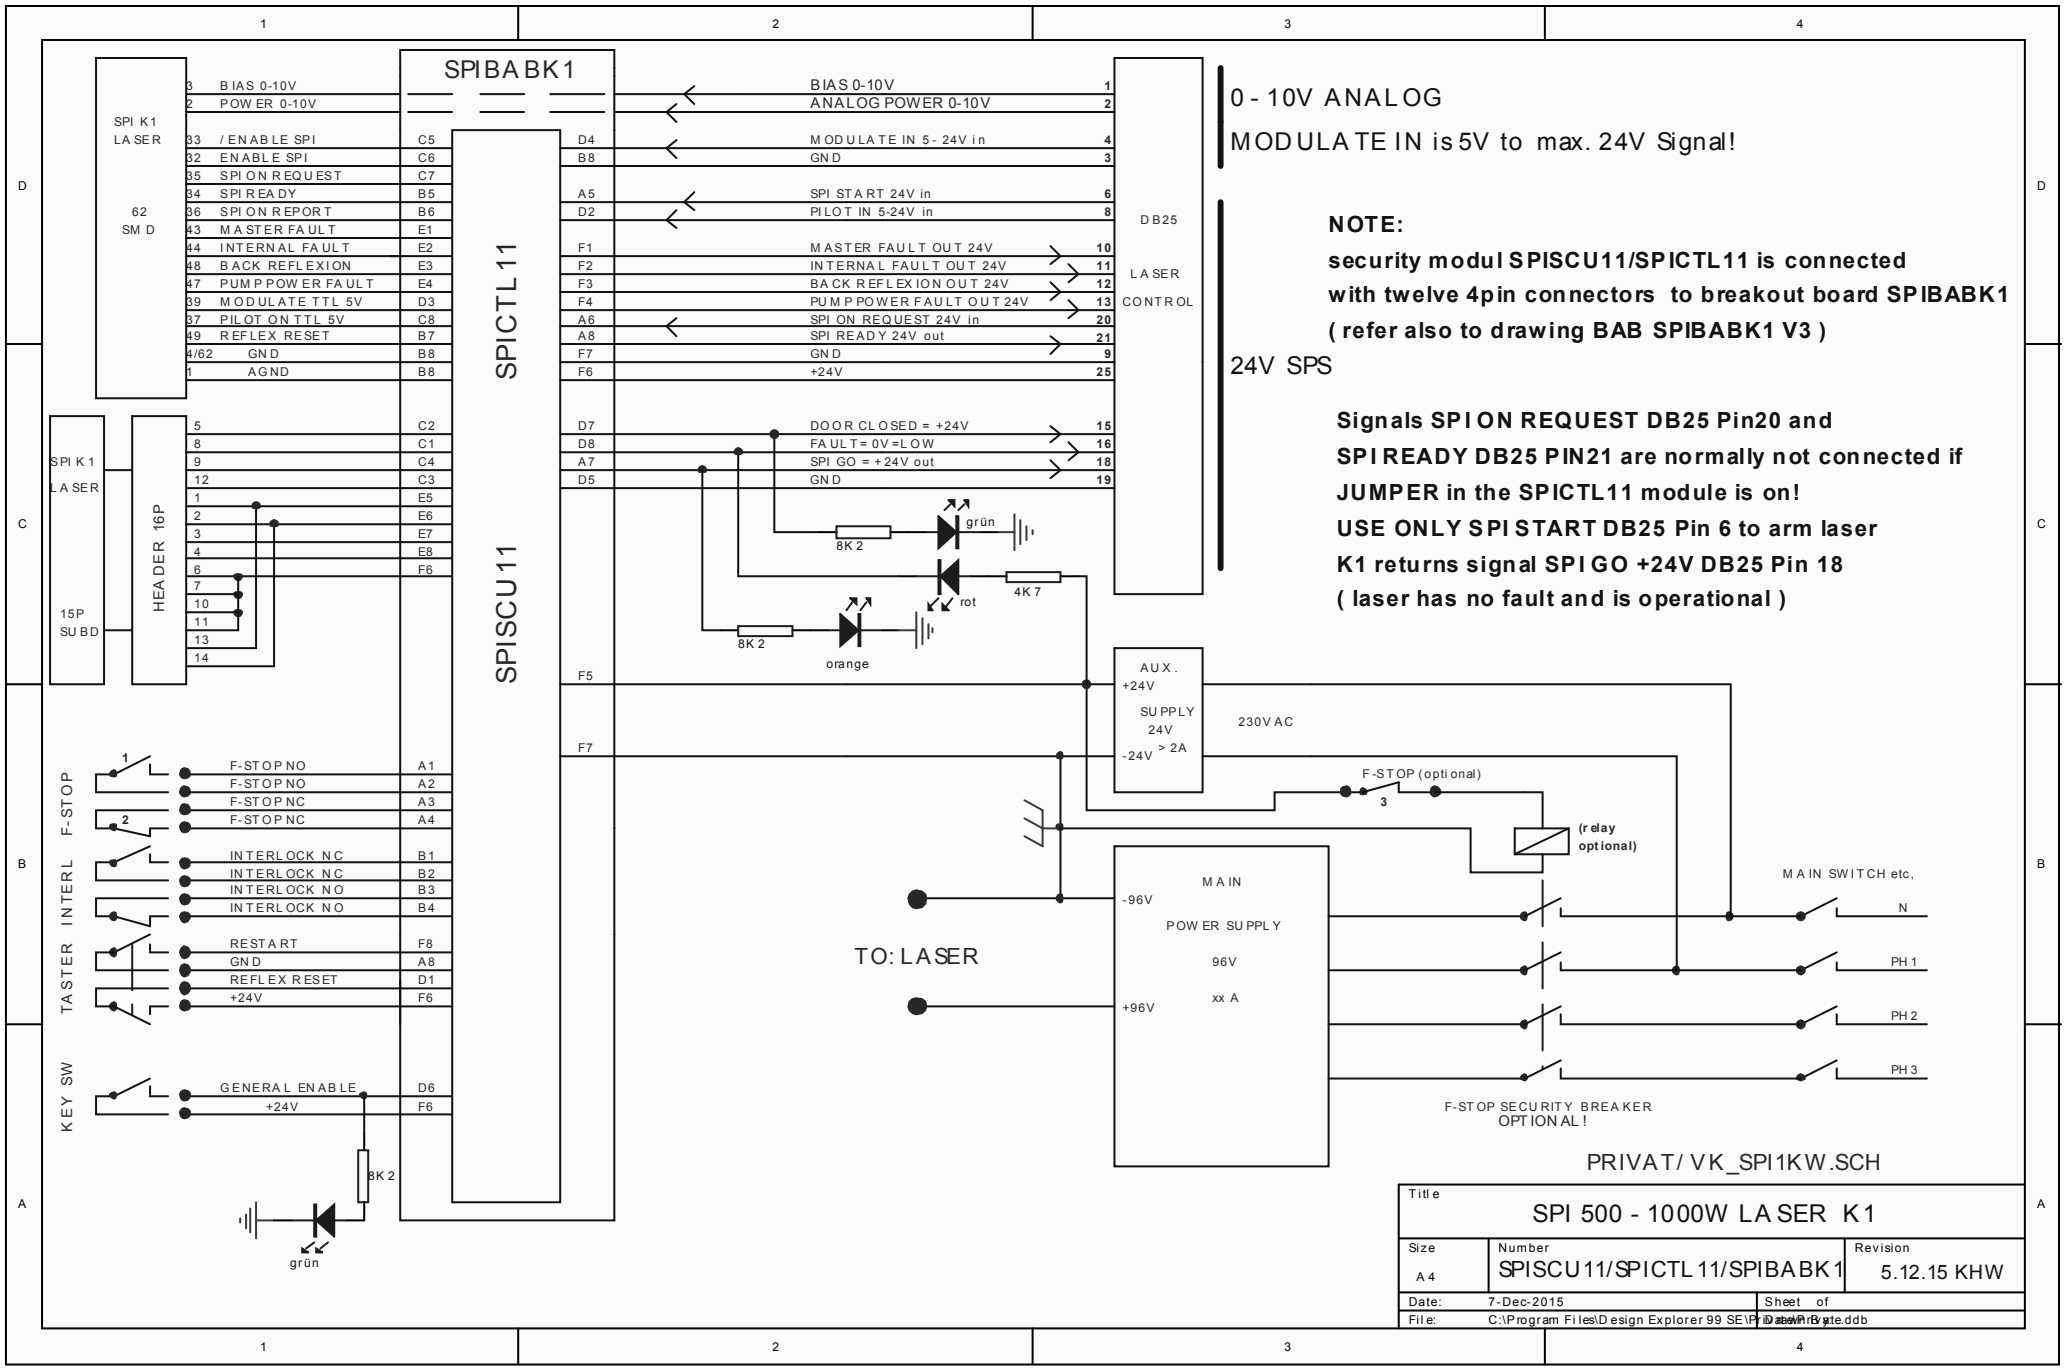 1 2 3 4
D
C
B
A
SPIBABK1
SPI K1
LASER
62
SMD
3 BIAS 0-10V
2 POWER 0-10V
33 / ENABLE SPI C5
32 ENABLE SPI C6
35 SPI ON REQUEST C7
34 SPI READY B5
36 SPI ON REPORT B6
43 MASTER FAULT E1
44 INTERNAL FAULT E2
48 BACK REFLEXION E3
47 PUMP POWER FAULT E4
39 MODULATE TTL 5V D3
37 PILOT ON TTL 5V C8
49 REFLEX RESET B7
4/62 GND B8
1 AGND B8
SPICTL11
SPISCU11
BIAS 0-10V 1
ANALOG POWER 0-10V 2
D4 MODULATE IN 5- 24V in 4
B8 GND 3
A5 SPI START 24V in 6
D2 PILOT IN 5-24V in 8
F1 MASTER FAULT OUT 24V 10
F2 INTERNAL FAULT OUT 24V 11
F3 BACK REFLEXION OUT 24V 12
F4 PUMP POWER FAULT OUT 24V 13
A6 SPI ON REQUEST 24V in 20
A8 SPI READY 24V out 21
F7 GND 9
F6 +24V 25
D7 DOOR CLOSED = +24V 15
D8 FAULT= 0V=LOW 16
A7 SPI GO = +24V out 18
D5 GND 19
DB25
LASER
CONTROL
0 - 10V ANALOG
MODULATE IN is 5V to max. 24V Signal!
24V SPS
NOTE:
security modul SPISCU11/SPICTL11 is connected
with twelve 4pin connectors to breakout board SPIBABK1
( refer also to drawing BAB SPIBABK1 V3 )
Signals SPI ON REQUEST DB25 Pin20 and
SPI READY DB25 PIN21 are normally not connected if
JUMPER in the SPICTL11 module is on!
USE ONLY SPI START DB25 Pin 6 to arm laser
K1 returns signal SPI GO +24V DB25 Pin 18
( laser has no fault and is operational )
SPI K1
LASER
15P
SUBD
HEADER 16P
5 C2
8 C1
9 C4
12 C3
1 E5
2 E6
3 E7
4 E8
6 F6
7
10
11
13
14
8K2
grün
4K7
rot
8K2
orange
F5
F7
AUX.
+24V
SUPPLY
24V
> 2A
-24V
230VAC
F-STOP (optional)
3
(relay
optional)
F-STOP
1
2
F-STOP NO A1
F-STOP NO A2
F-STOP NC A3
F-STOP NC A4
INTERL
INTERLOCK NC B1
INTERLOCK NC B2
INTERLOCK NO B3
INTERLOCK NO B4
TASTER
RESTART F8
GND A8
REFLEX RESET D1
+24V F6
KEY SW
GENERAL ENABLE D6
+24V F6
8K2
grün
TO: LASER
MAIN
-96V
POWER SUPPLY
96V
xx A
+96V
MAIN SWITCH etc,
N
PH1
PH2
PH3
F-STOP SECURITY BREAKER
OPTIONAL!
PRIVAT/ VK_SPI1KW.SCH
Title
SPI 500 - 1000W LASER K1
Size
A4
Number
SPISCU11/SPICTL11/SPIBABK1
Revision
5.12.15 KHW
Date: 7-Dec-2015 Sheet of
File: C:\Program Files\Design Explorer 99 SE\
D
C
B
A
1 2 3 4